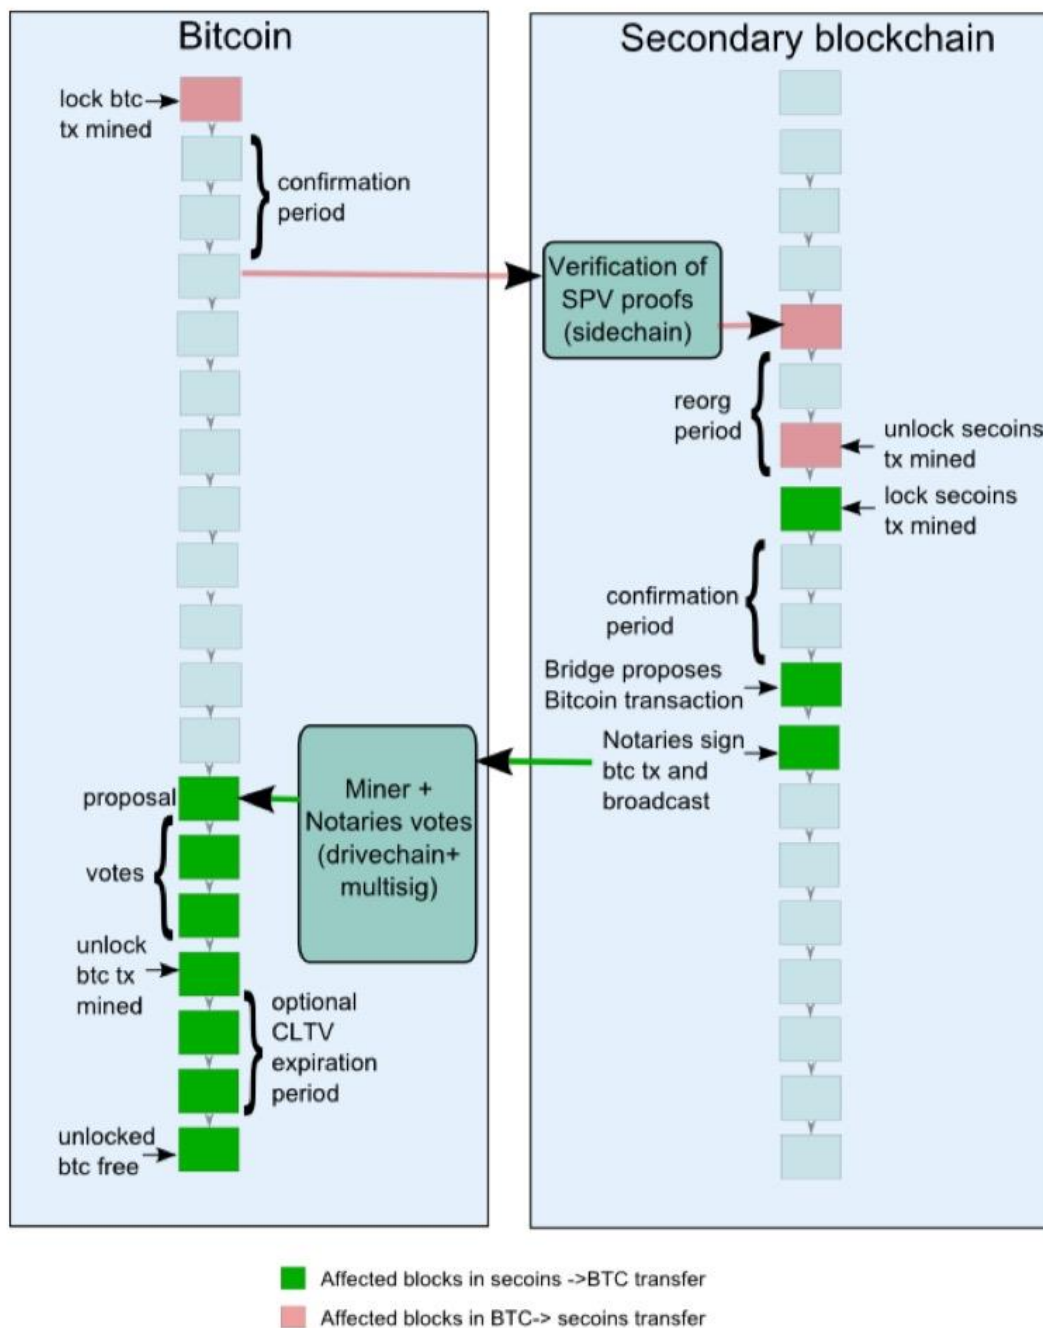 Bitcoin
lock btc
tx mined
confirmation
period
proposal
votes
unlock
btc tx
mined
optional
CLTV
expiration
period
unlocked
btc free
Miner +
Notaries votes
(drivechain+
multisig)
Secondary blockchain
Verification of
SPV proofs
(sidechain)
reorg
period
unlock secoins
tx mined
lock secoins
tx mined
confirmation
period
Bridge proposes
Bitcoin transaction
Notaries sign
btc tx and
broadcast
Affected blocks in secoins ->BTC transfer
Affected blocks in BTC-> secoins transfer